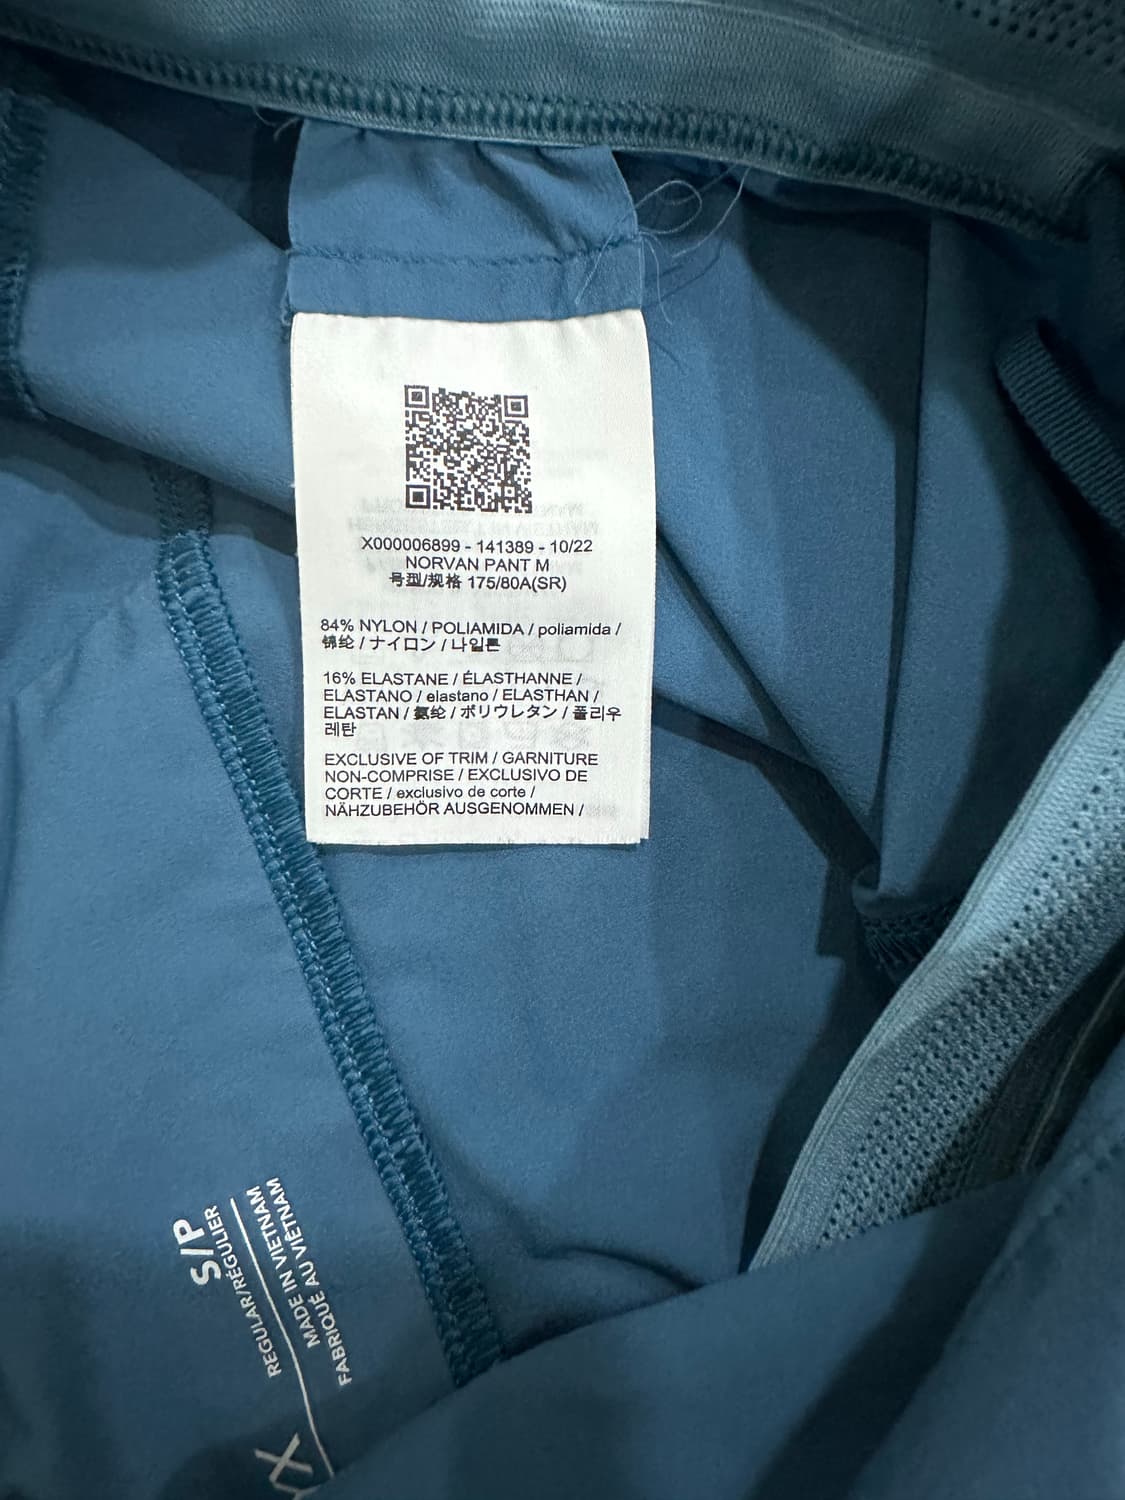 X000006899 - 141389 - 10/22
NORVAN PANT M
号型/规格 175/80A(SR)
84% NYLON / POLIAMIDA / poliamida /
锦纶 / ナイロン / 나일론
16% ELASTANE / ÉLASTHANNE /
ELASTANO / elastano / ELASTHAN /
ELASTAN / 氨纶 / ポリウレタン / 폴리우
레탄
EXCLUSIVE OF TRIM / GARNITURE
NON-COMPRISE / EXCLUSIVO DE
CORTE / exclusivo de corte /
NÄHZUBEHÖR AUSGENOMMEN /
S/P
REGULAR/RÉGULIER
MADE IN VIETNAM
FABRIQUÉ AU VIÊTNAM